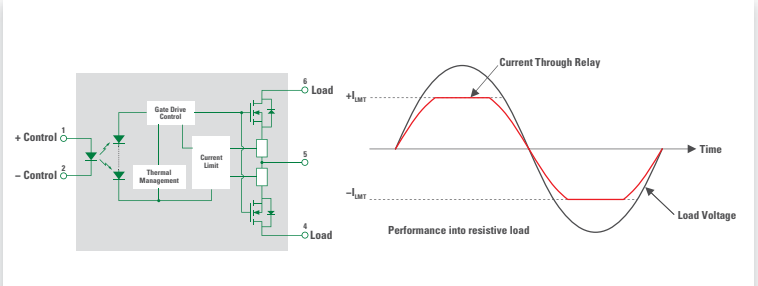 + Control 1
– Control 2
Gate Drive
Control
Thermal
Management
Current
Limit
6
Load
5
4
Load
Current Through Relay
+ILMT
Time
–ILMT
Load Voltage
Performance into resistive load